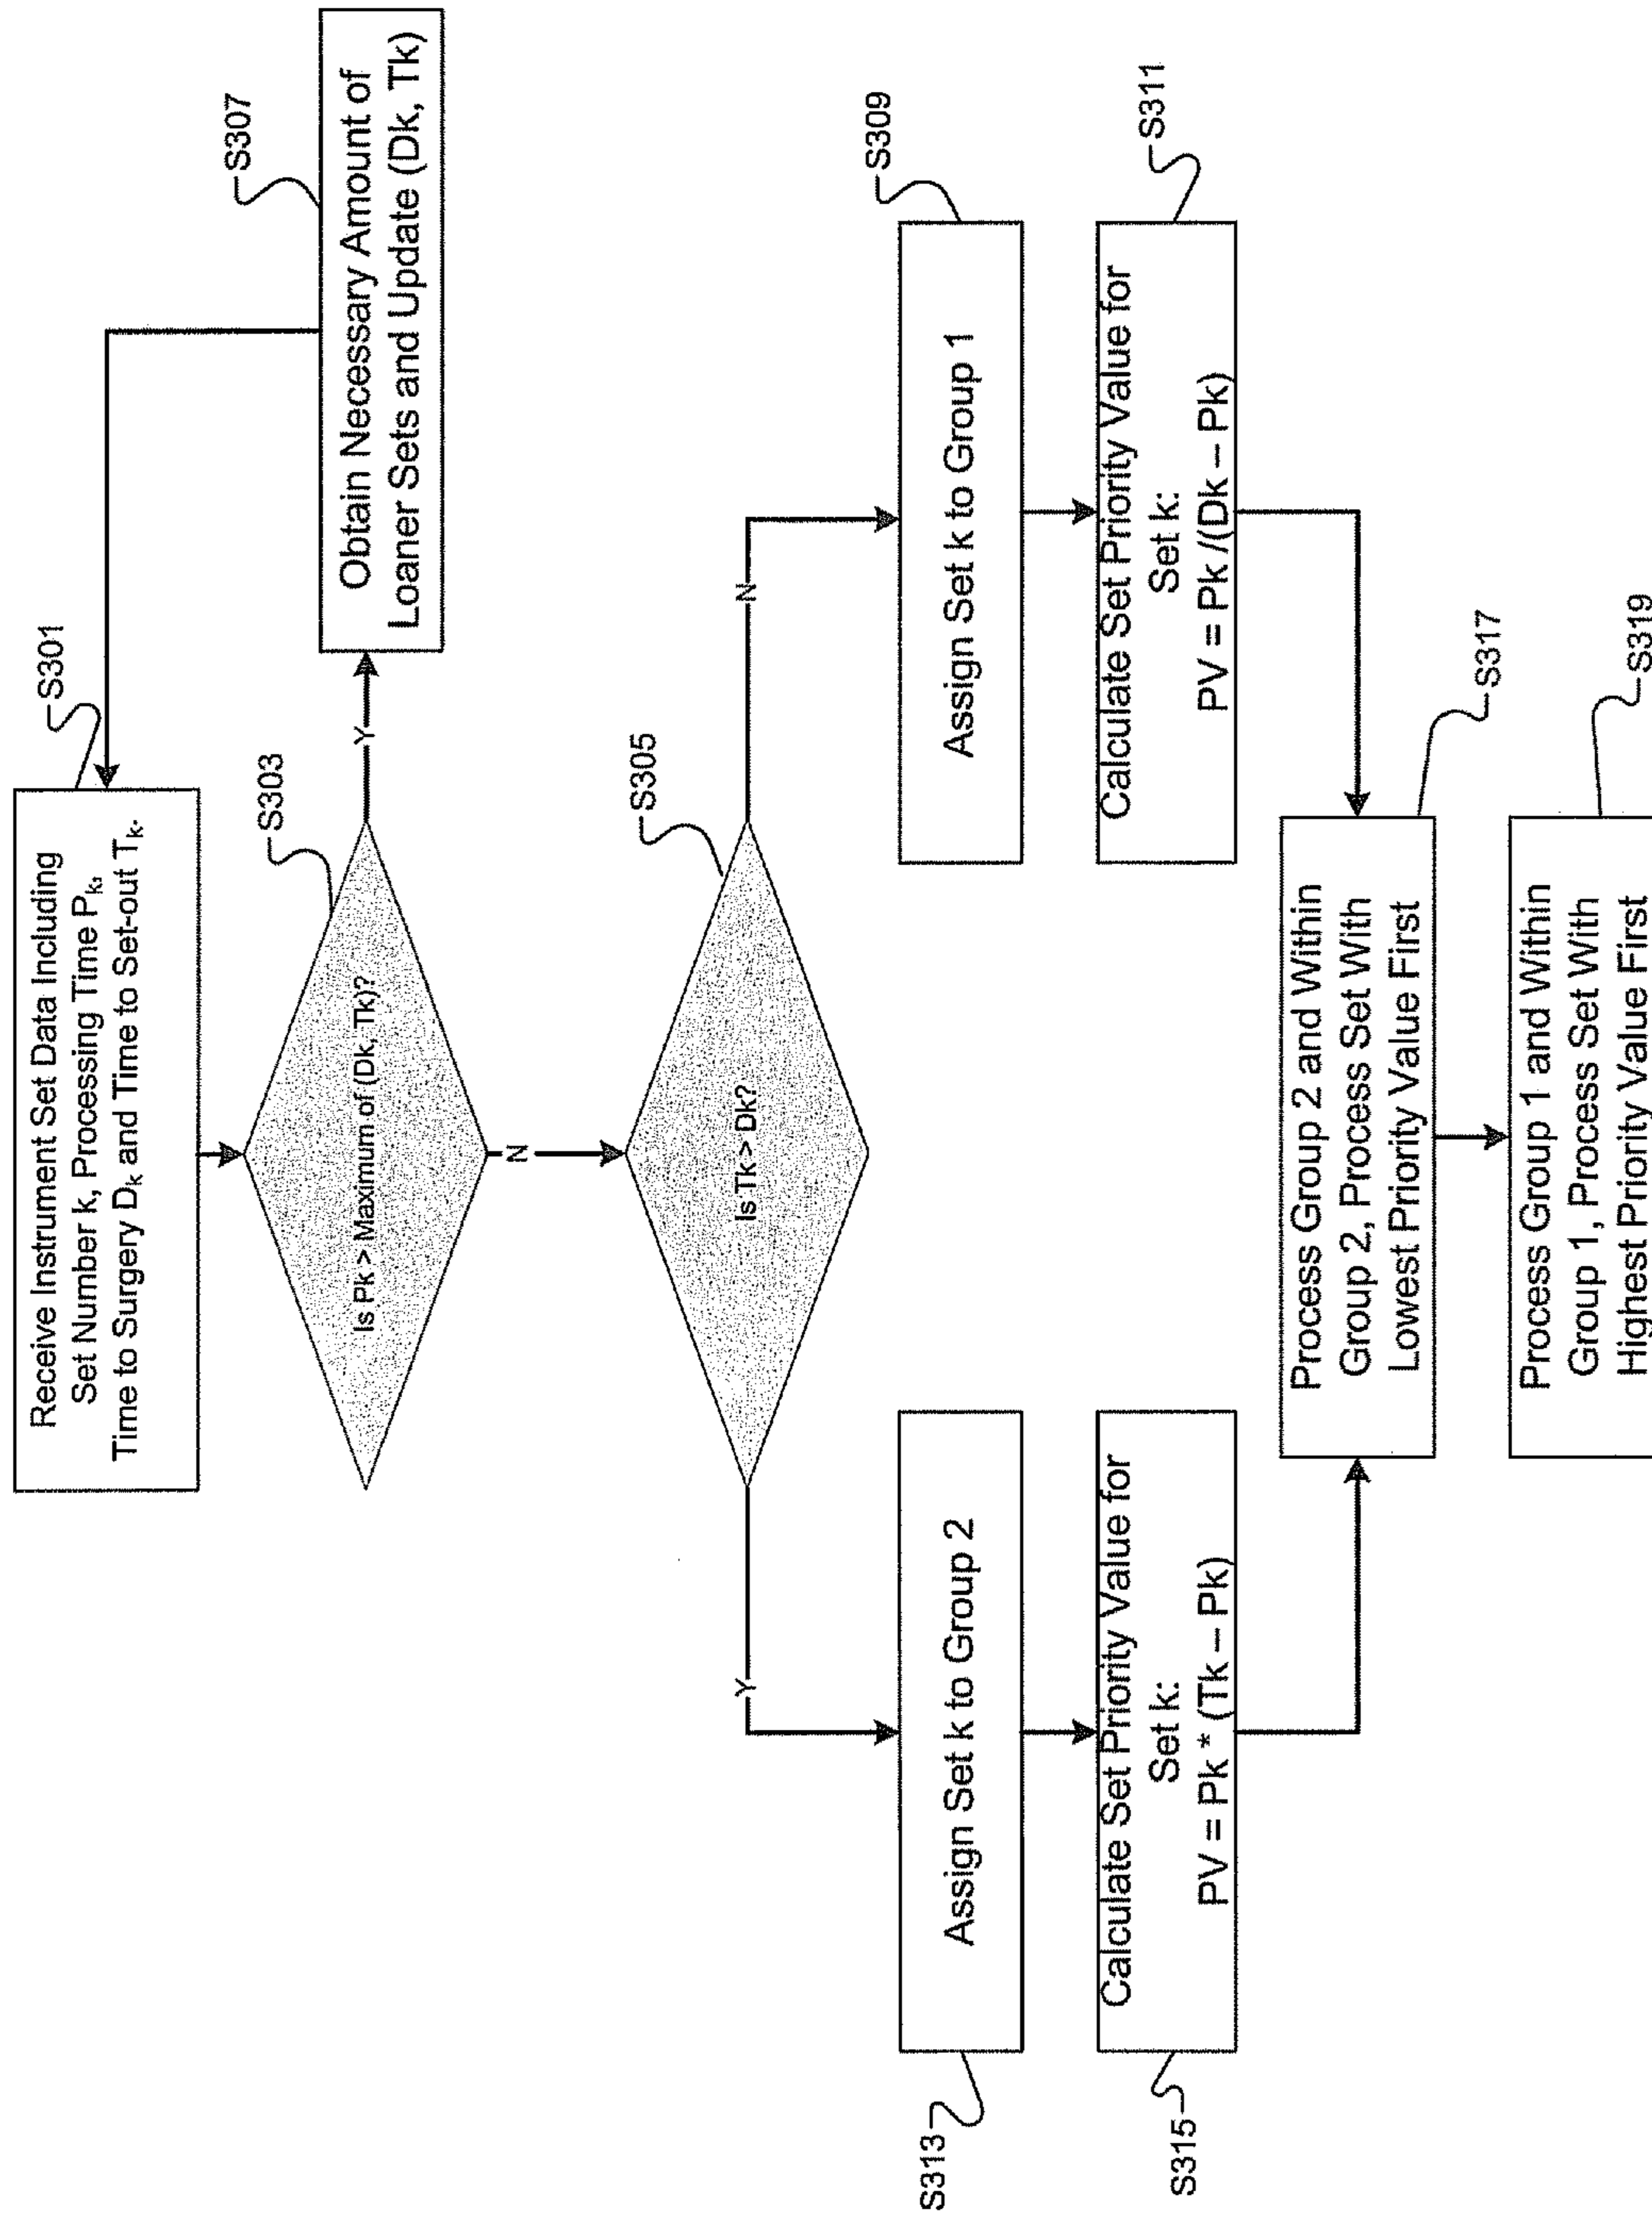 Receive Instrument Set Data Including
Set Number k, Processing Time Pk,
Time to Surgery Dk and Time to Set-out Tk.
S301
Is Pk > Maximum of (Dk, Tk)?
S303
Y
Obtain Necessary Amount of
Loaner Sets and Update (Dk, Tk)
S307
N
Is Tk > Dk?
S305
Y
N
Assign Set k to Group 2
S313
Assign Set k to Group 1
S309
Calculate Set Priority Value for
Set k:
PV = Pk * (Tk – Pk)
S315
Calculate Set Priority Value for
Set k:
PV = Pk /(Dk – Pk)
S311
Process Group 2 and Within
Group 2, Process Set With
Lowest Priority Value First
S317
Process Group 1 and Within
Group 1, Process Set With
Highest Priority Value First
S319